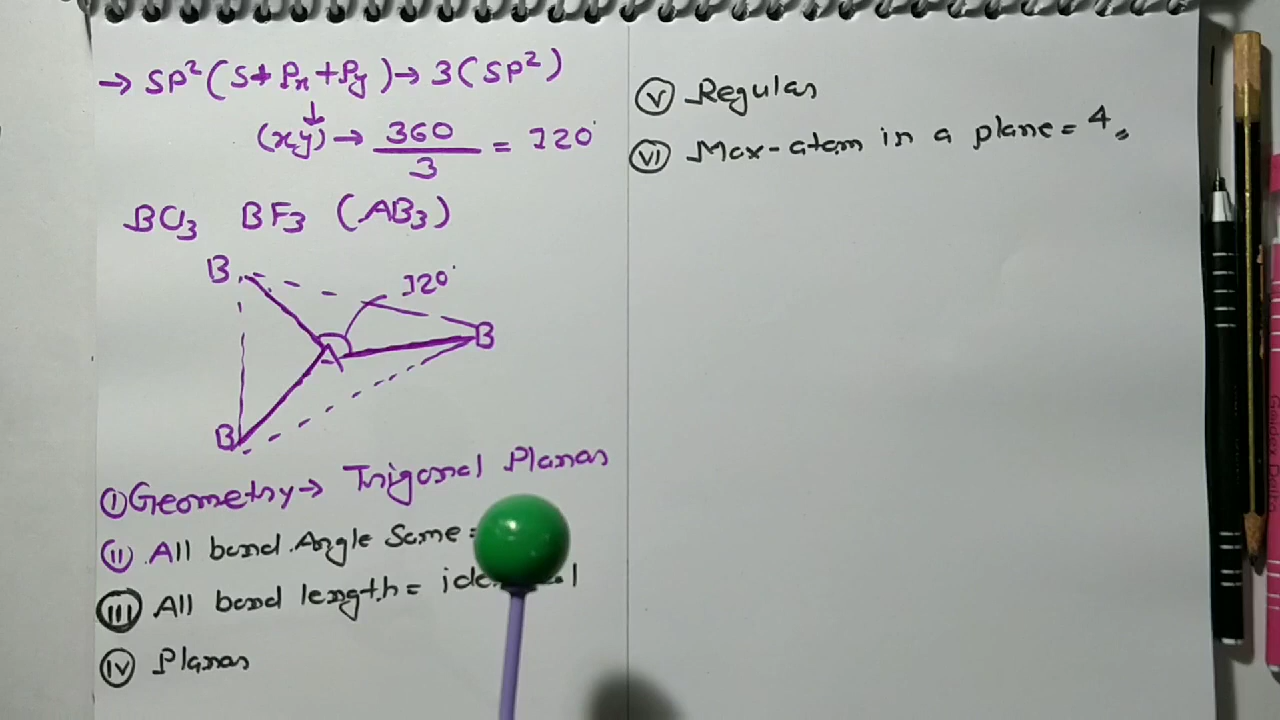 → SP² (S + Px + Py) → 3 (SP²)
(xy) → 360/3 = 120°
BCl₃ BF₃ (AB₃)
B
120°
B
A
B
(I) Geometry → Trigonal Planar
(II) All bond Angle Same =
(III) All bond length =
(IV) Planar
(V) Regular
(VI) Max-atom in a plane = 4